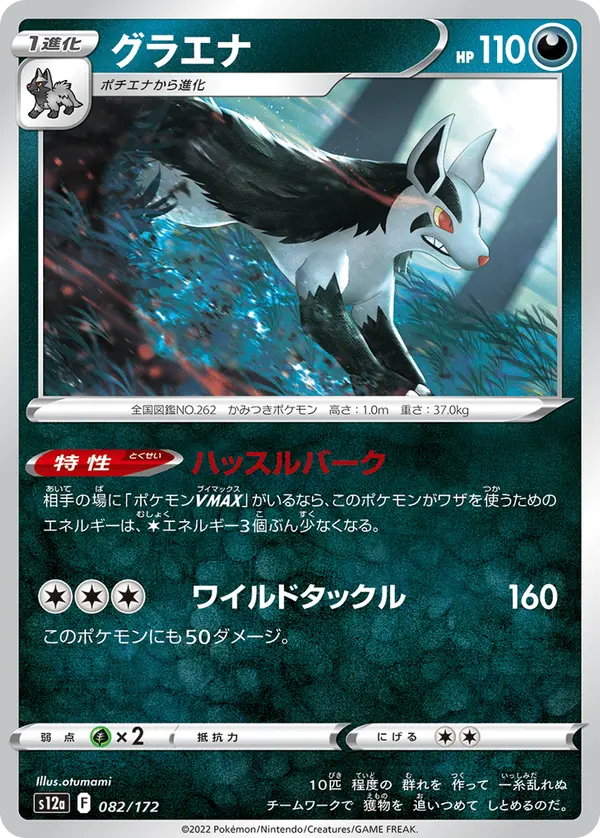 1進化
グラエナ
HP 110
ポチエナから進化
全国図鑑NO.262 かみつきポケモン 高さ:1.0m 重さ:37.0kg
特性 とくせい ハッスルバーク
相手の場に「ポケモンVMAX」がいるなら、このポケモンがワザを使うための
エネルギーは、エネルギー3個ぶん少なくなる。
ワイルドタックル 160
このポケモンにも50ダメージ。
弱点 ×2 抵抗力 にげる
Illus.otumami
10匹 程度の 群れを 作って 一糸乱れぬ
チームワークで 獲物を 追いつめて しとめるのだ。
s12a F 082/172
©2022 Pokémon/Nintendo/Creatures/GAME FREAK.